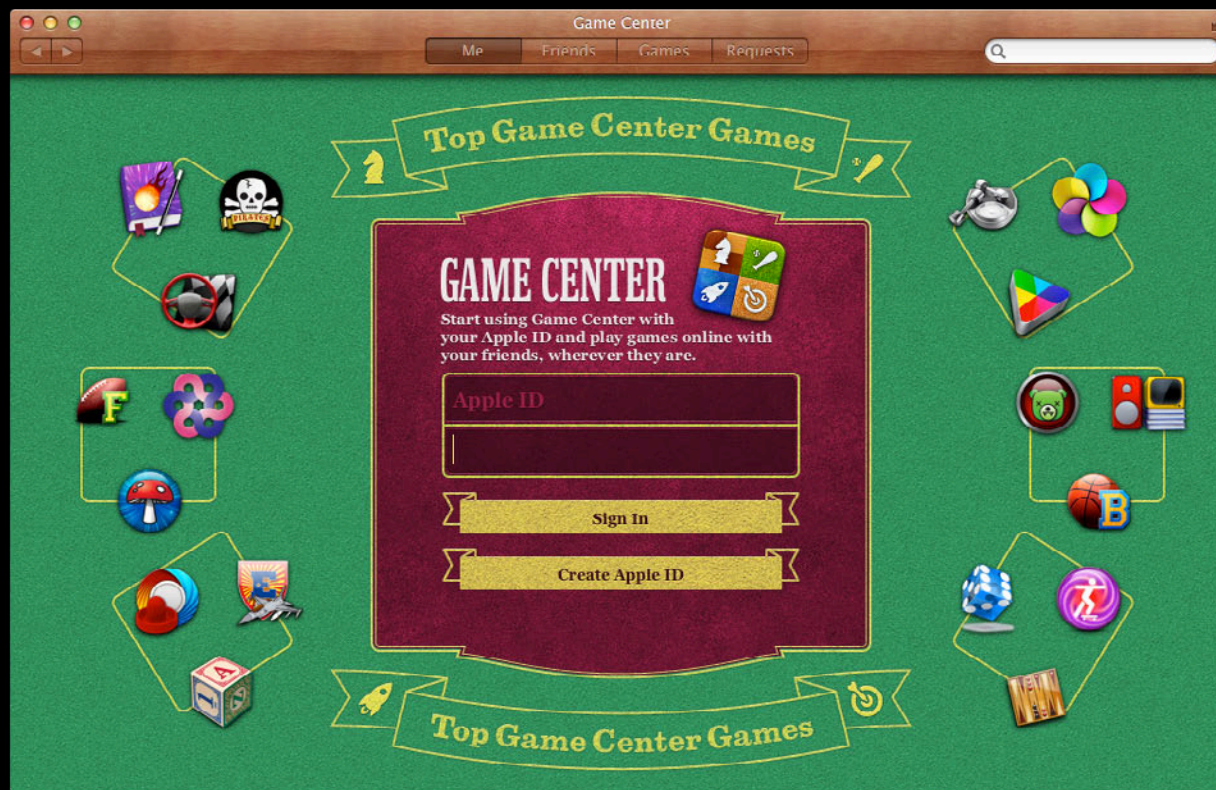 Game Center
Me Friends Games Requests
Top Game Center Games
PIRATES
GAME CENTER
Start using Game Center with
your Apple ID and play games online with
your friends, wherever they are.
Apple ID
F
Sign In
B
Create Apple ID
A
1
Top Game Center Games